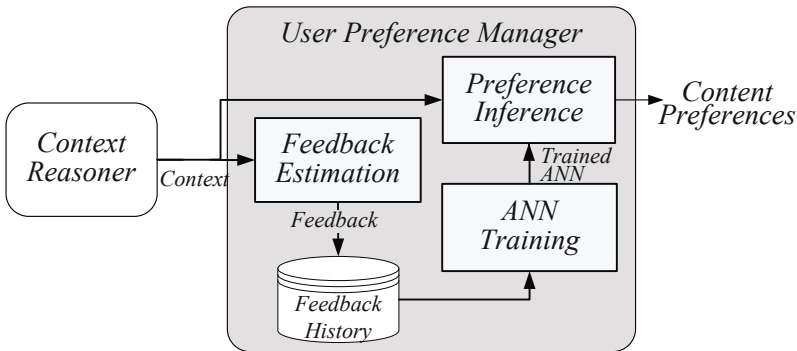 User Preference Manager
Context
Reasoner
Context
Feedback
Estimation
Feedback
Feedback
History
Preference
Inference
Trained
ANN
ANN
Training
Content
Preferences